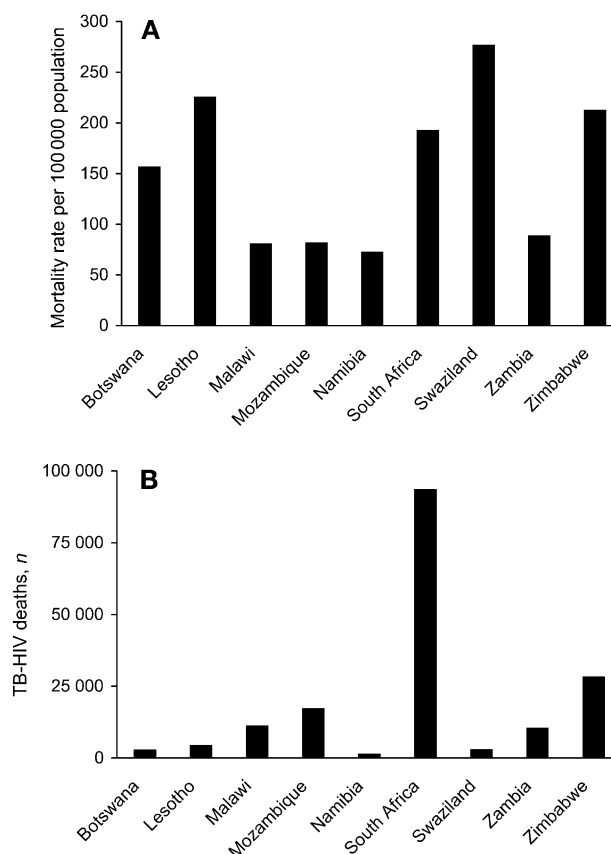 A
Mortality rate per 100 000 population
300
250
200
150
100
50
0
Botswana
Lesotho
Malawi
Mozambique
Namibia
South Africa
Swaziland
Zambia
Zimbabwe
B
TB-HIV deaths, n
100 000
75 000
50 000
25 000
0
Botswana
Lesotho
Malawi
Mozambique
Namibia
South Africa
Swaziland
Zambia
Zimbabwe